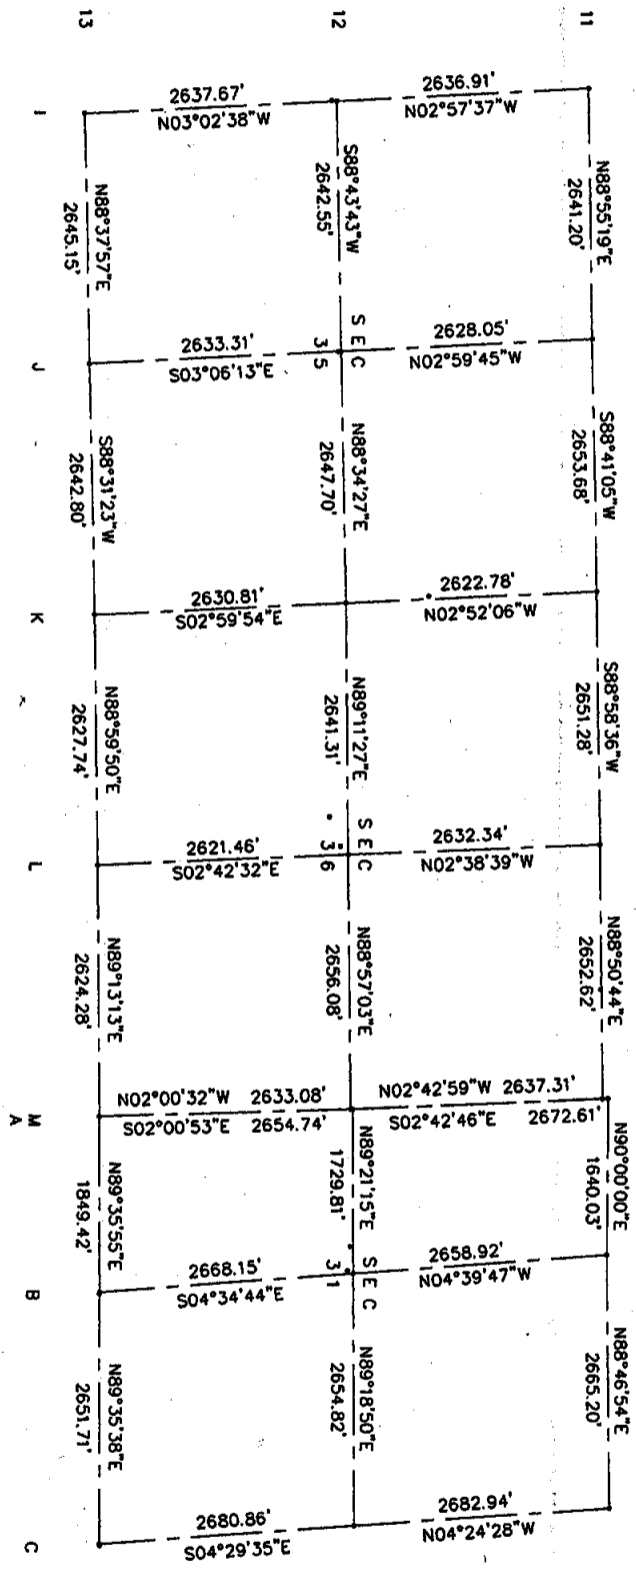 13
12
11
2637.67'
N03°02'38"W
2636.91'
N02°57'37"W
I
N88°37'57"E
2645.15'
S88°43'43"W
2642.55'
N88°55'19"E
2641.20'
J
2633.31'
S03°06'13"E
SEC
35
2628.05'
N02°59'45"W
S88°31'23"W
2642.80'
N88°34'27"E
2647.70'
S88°41'05"W
2653.68'
K
2630.81'
S02°59'54"E
2622.78'
N02°52'06"W
N88°59'50"E
2627.74'
N89°11'27"E
2641.31'
S88°58'36"W
2651.28'
L
2621.46'
S02°42'32"E
SEC
36
2632.34'
N02°38'39"W
N89°13'13"E
2624.28'
N88°57'03"E
2656.08'
N88°50'44"E
2652.62'
M
A
N02°00'32"W 2633.08'
S02°00'53"E 2654.74'
N02°42'59"W 2637.31'
S02°42'46"E 2672.61'
N89°35'55"E
1849.42'
N89°21'15"E
1729.81'
N90°00'00"E
1640.03'
B
2668.15'
S04°34'44"E
SEC
31
2658.92'
N04°39'47"W
N89°35'38"E
2651.71'
N89°18'50"E
2654.82'
N88°46'54"E
2665.20'
C
2680.86'
S04°29'35"E
2682.94'
N04°24'28"W